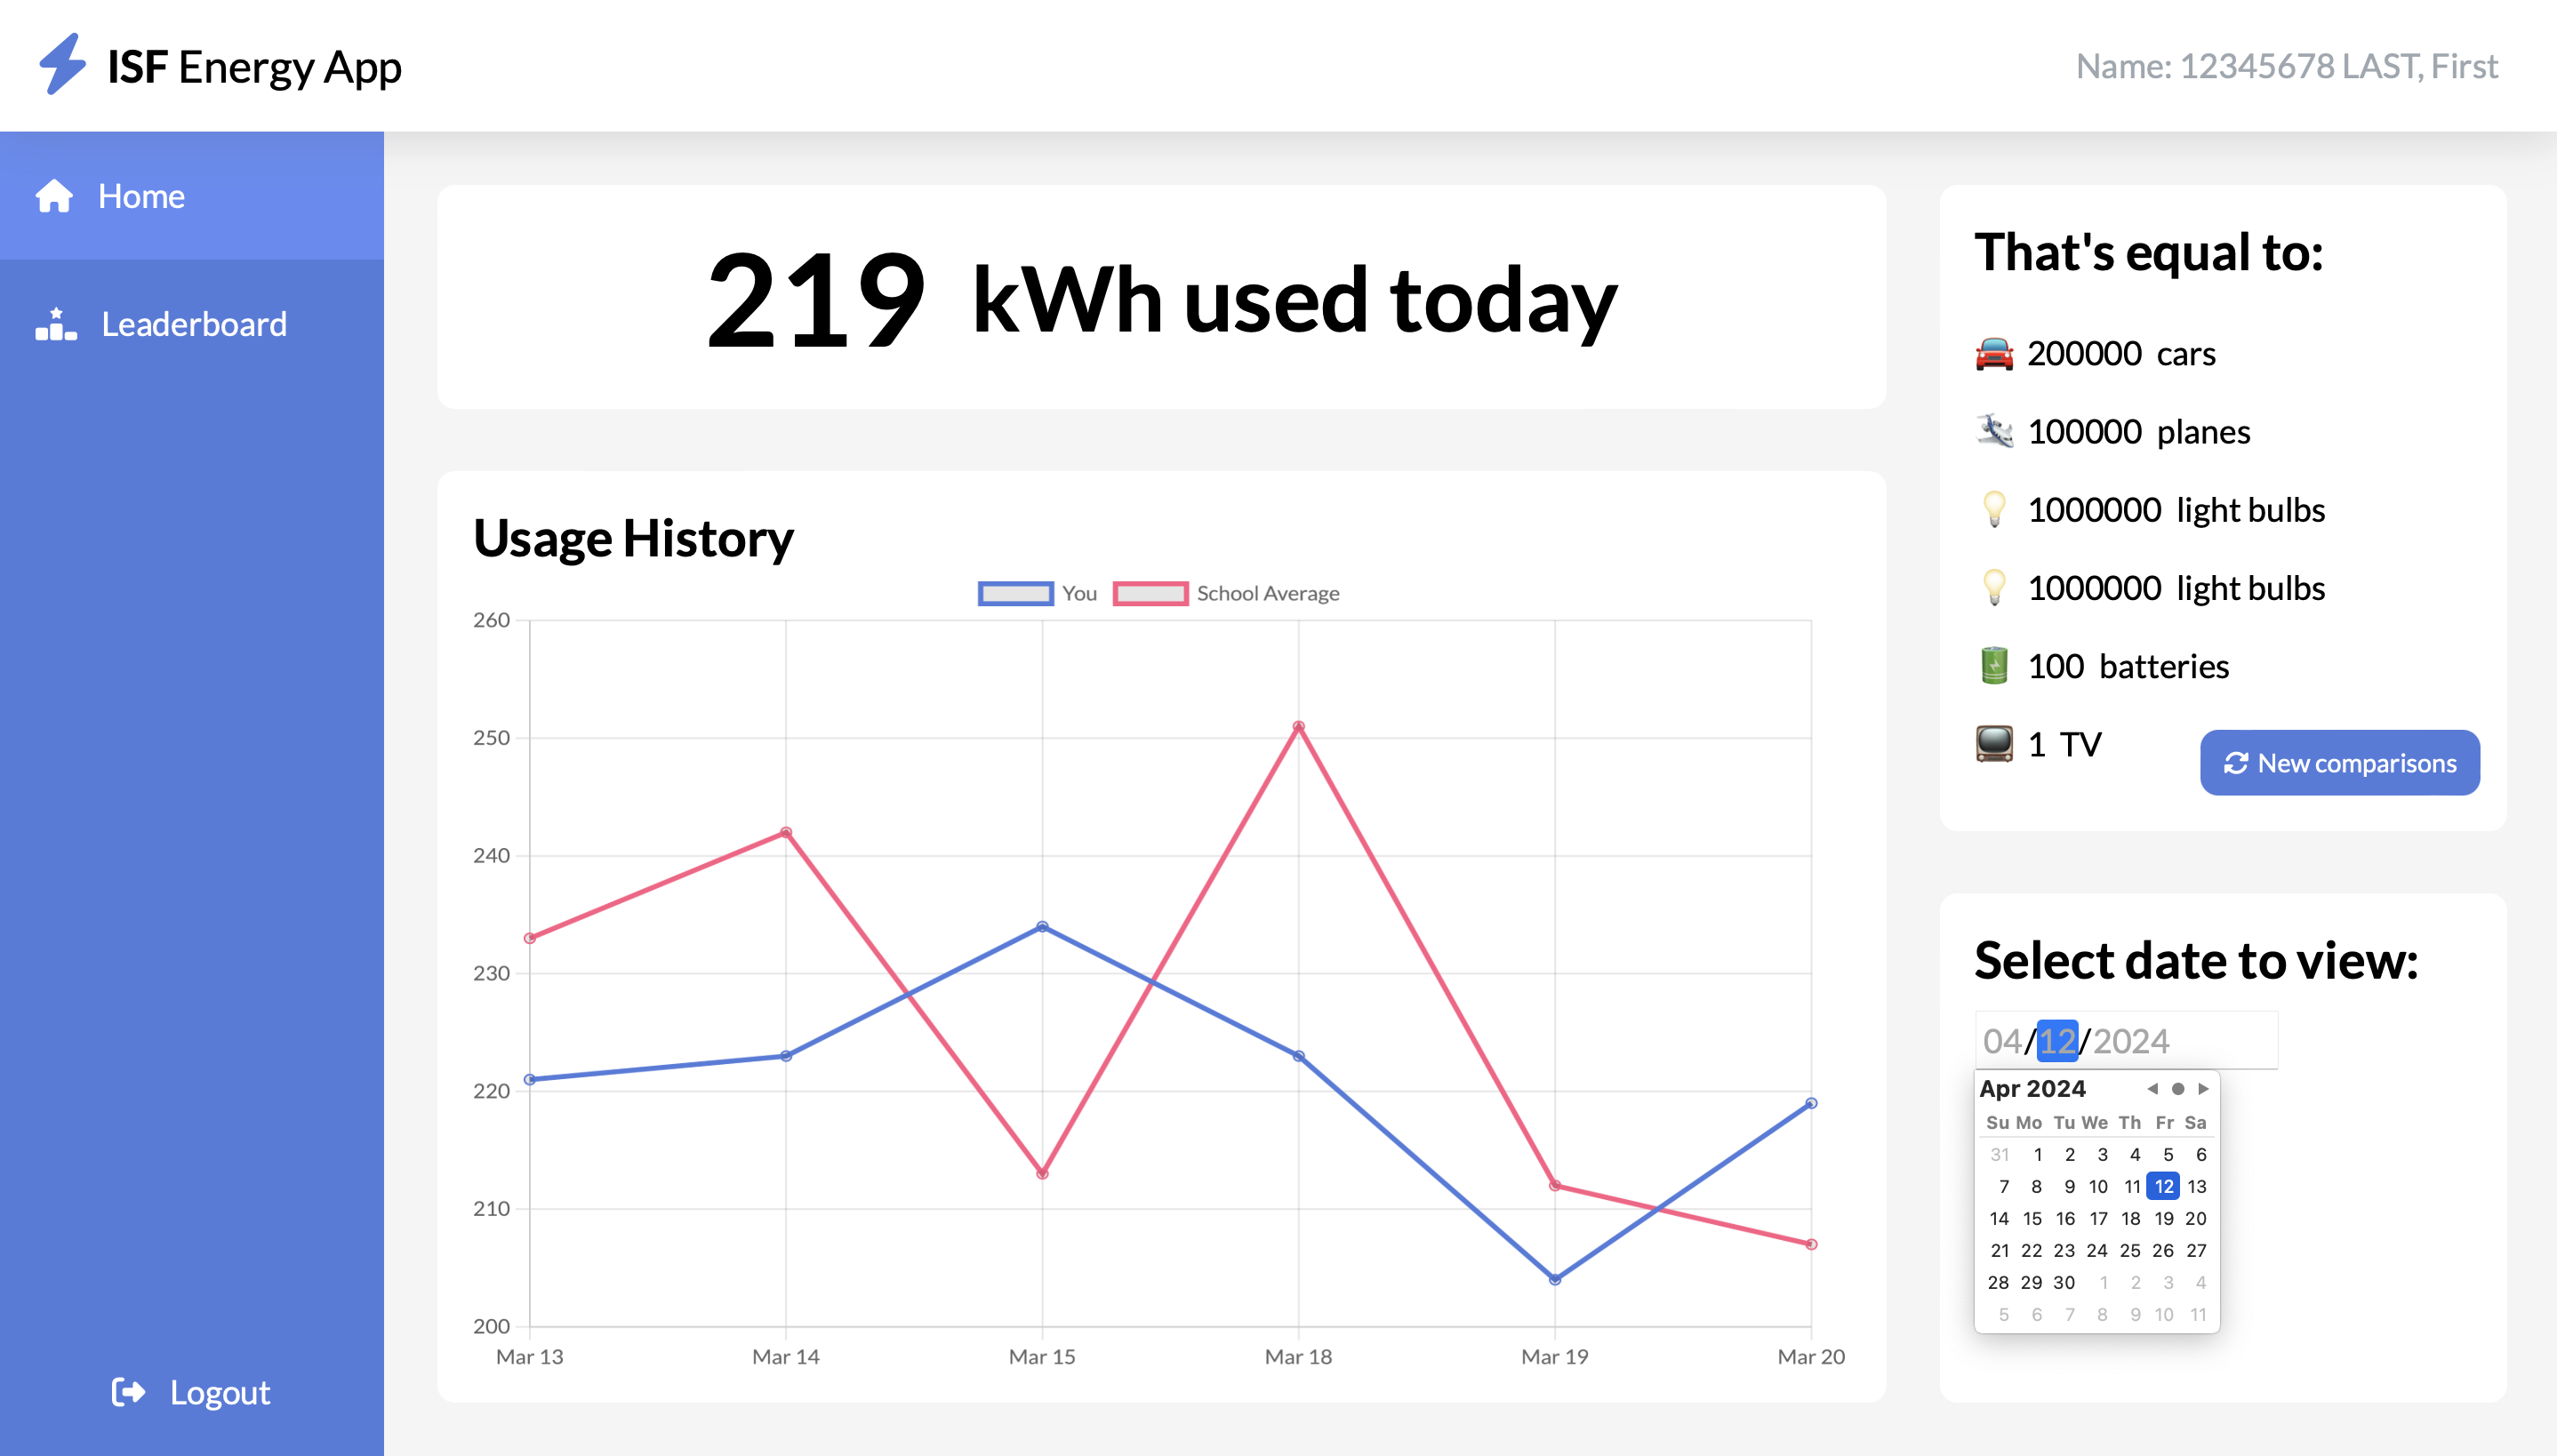 ISF Energy App
Name: 12345678 LAST, First
Home
Leaderboard
Logout
219 kWh used today
Usage History
You School Average
260
250
240
230
220
210
200
Mar 13 Mar 14 Mar 15 Mar 18 Mar 19 Mar 20
That's equal to:
200000 cars
100000 planes
1000000 light bulbs
1000000 light bulbs
100 batteries
1 TV
New comparisons
Select date to view:
04/12/2024
Apr 2024
Su Mo Tu We Th Fr Sa
31 1 2 3 4 5 6
7 8 9 10 11 12 13
14 15 16 17 18 19 20
21 22 23 24 25 26 27
28 29 30 1 2 3 4
5 6 7 8 9 10 11